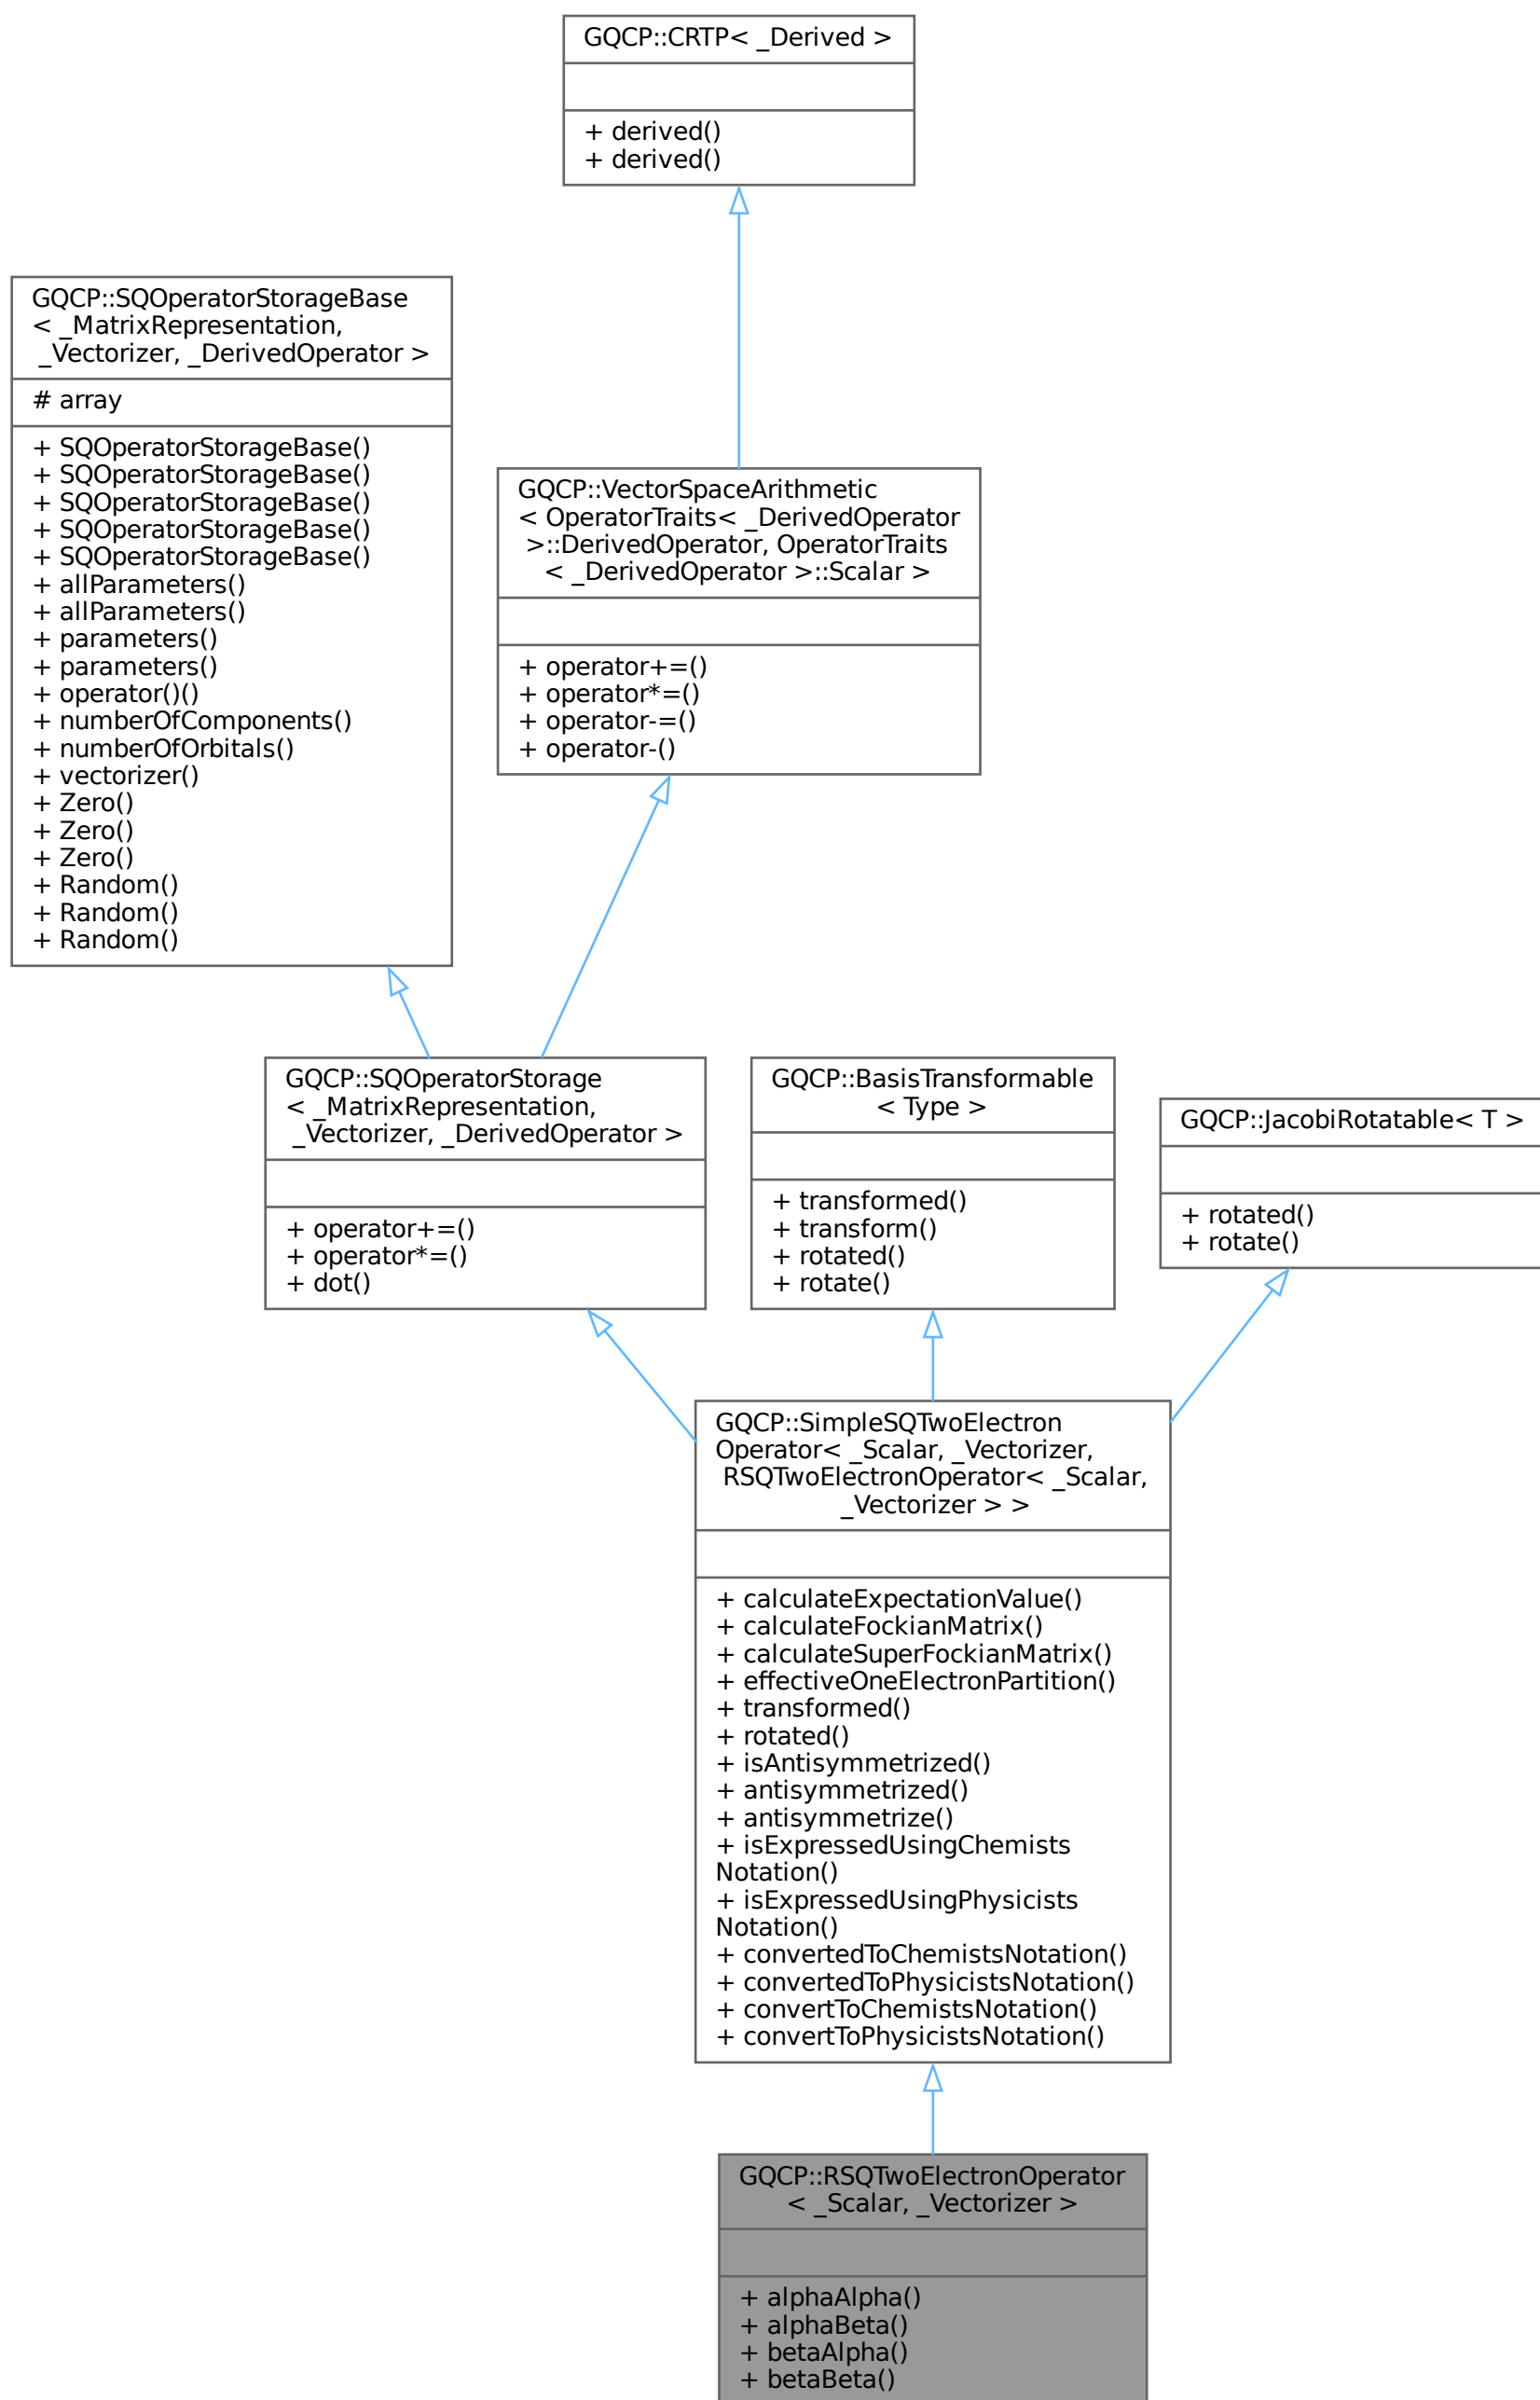 GQCP::CRTP< _Derived >
+ derived()
+ derived()
GQCP::SQOperatorStorageBase
< _MatrixRepresentation,
_Vectorizer, _DerivedOperator >
# array
+ SQOperatorStorageBase()
+ SQOperatorStorageBase()
+ SQOperatorStorageBase()
+ SQOperatorStorageBase()
+ SQOperatorStorageBase()
+ allParameters()
+ allParameters()
+ parameters()
+ parameters()
+ operator()()
+ numberOfComponents()
+ numberOfOrbitals()
+ vectorizer()
+ Zero()
+ Zero()
+ Zero()
+ Random()
+ Random()
+ Random()
GQCP::VectorSpaceArithmetic
< OperatorTraits< _DerivedOperator
>::DerivedOperator, OperatorTraits
< _DerivedOperator >::Scalar >
+ operator+=()
+ operator*=()
+ operator-=()
+ operator-()
GQCP::SQOperatorStorage
< _MatrixRepresentation,
_Vectorizer, _DerivedOperator >
+ operator+=()
+ operator*=()
+ dot()
GQCP::BasisTransformable
< Type >
+ transformed()
+ transform()
+ rotated()
+ rotate()
GQCP::JacobiRotatable< T >
+ rotated()
+ rotate()
GQCP::SimpleSQTwoElectron
Operator< _Scalar, _Vectorizer,
RSQTwoElectronOperator< _Scalar,
_Vectorizer > >
+ calculateExpectationValue()
+ calculateFockianMatrix()
+ calculateSuperFockianMatrix()
+ effectiveOneElectronPartition()
+ transformed()
+ rotated()
+ isAntisymmetrized()
+ antisymmetrized()
+ antisymmetrize()
+ isExpressedUsingChemists
Notation()
+ isExpressedUsingPhysicists
Notation()
+ convertedToChemistsNotation()
+ convertedToPhysicistsNotation()
+ convertToChemistsNotation()
+ convertToPhysicistsNotation()
GQCP::RSQTwoElectronOperator
< _Scalar, _Vectorizer >
+ alphaAlpha()
+ alphaBeta()
+ betaAlpha()
+ betaBeta()